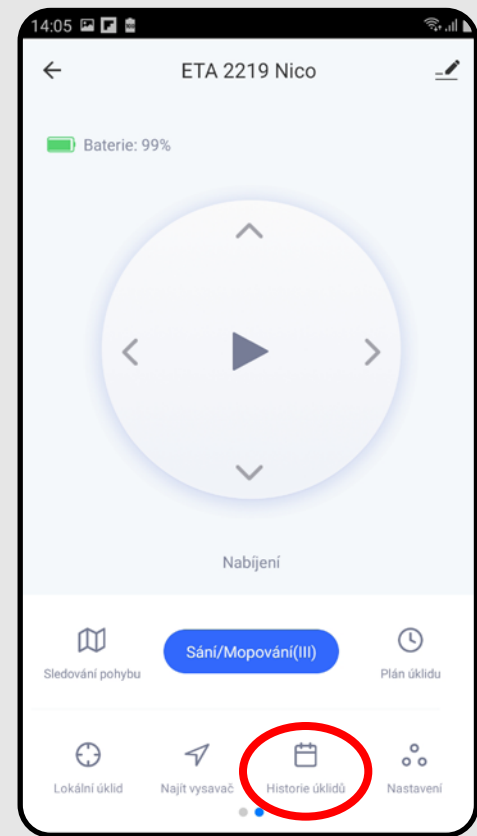 14:05
ETA 2219 Nico
Baterie: 99%
Nabíjení
Sledování pohybu
Sání/Mopování(III)
Plán úklidu
Lokální úklid
Najít vysavač
Historie úklidů
Nastavení